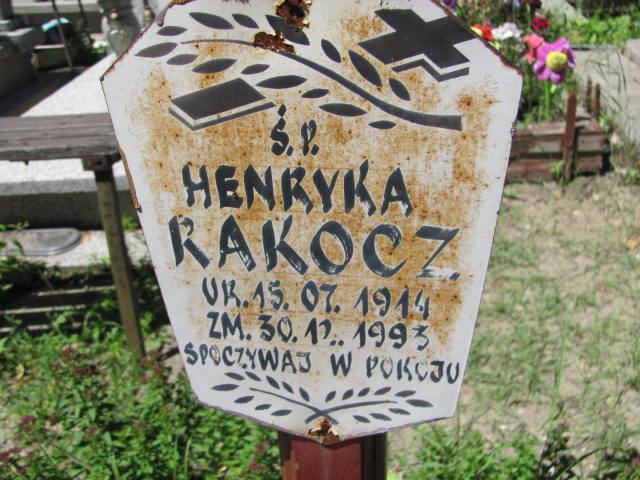 Ś.P.
HENRYKA
RAKOCZ
UR.15.07.1914
ZM.30.12..1993
SPOCZYWAJ W POKOJU